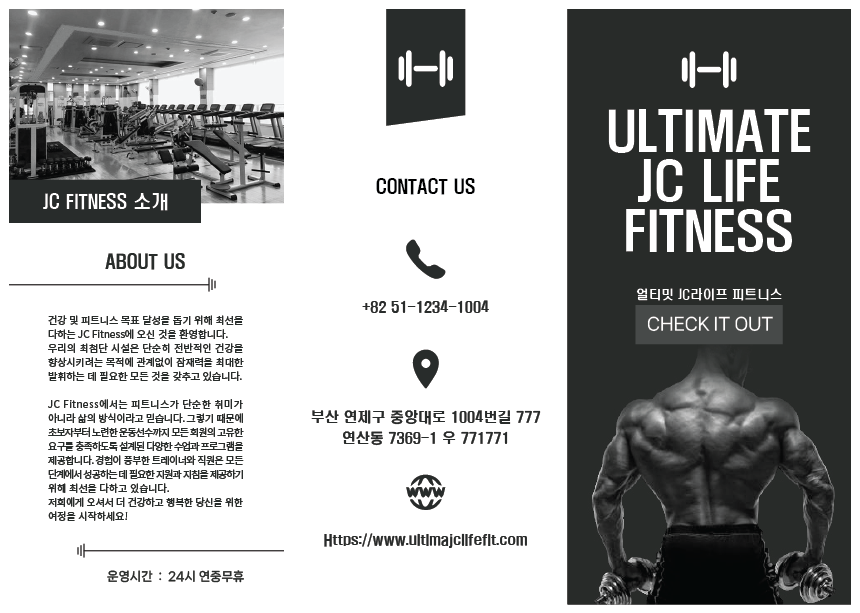 JC FITNESS 소개
ABOUT US
건강 및 피트니스 목표 달성을 돕기 위해 최선을
다하는 JC Fitness에 오신 것을 환영합니다.
우리의 최첨단 시설은 단순히 전반적인 건강을
향상시키려는 목적에 관계없이 잠재력을 최대한
발휘하는 데 필요한 모든 것을 갖추고 있습니다.
JC Fitness에서는 피트니스가 단순한 취미가
아니라 삶의 방식이라고 믿습니다. 그렇기 때문에
초보자부터 노련한 운동선수까지 모든 회원의 고유한
요구를 충족하도록 설계된 다양한 수업과 프로그램을
제공합니다. 경험이 풍부한 트레이너와 직원은 모든
단계에서 성공하는 데 필요한 지원과 지침을 제공하기
위해 최선을 다하고 있습니다.
저희에게 오셔서 더 건강하고 행복한 당신을 위한
여정을 시작하세요!
운영시간 : 24시 연중무휴
CONTACT US
+82 51-1234-1004
부산 연제구 중앙대로 1004번길 777
연산동 7369-1 우 771771
WWW
Https://www.ultimajclifefit.com
ULTIMATE
JC LIFE
FITNESS
얼티밋 JC라이프 피트니스
CHECK IT OUT